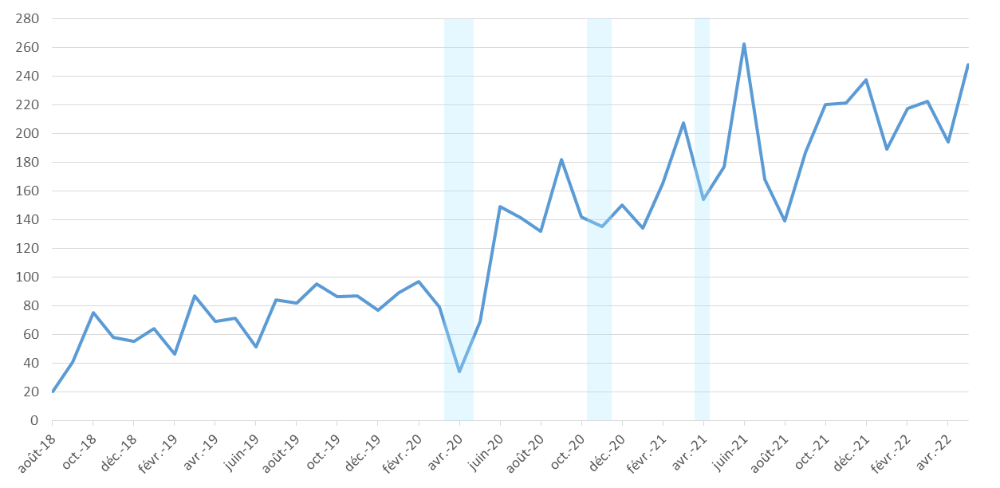 280
260
240
220
200
180
160
140
120
100
80
60
40
20
0
août-18
oct.-18
déc.-18
févr.-19
avr.-19
juin-19
août-19
oct.-19
déc.-19
févr.-20
avr.-20
juin-20
août-20
oct.-20
déc.-20
févr.-21
avr.-21
juin-21
août-21
oct.-21
déc.-21
févr.-22
avr.-22